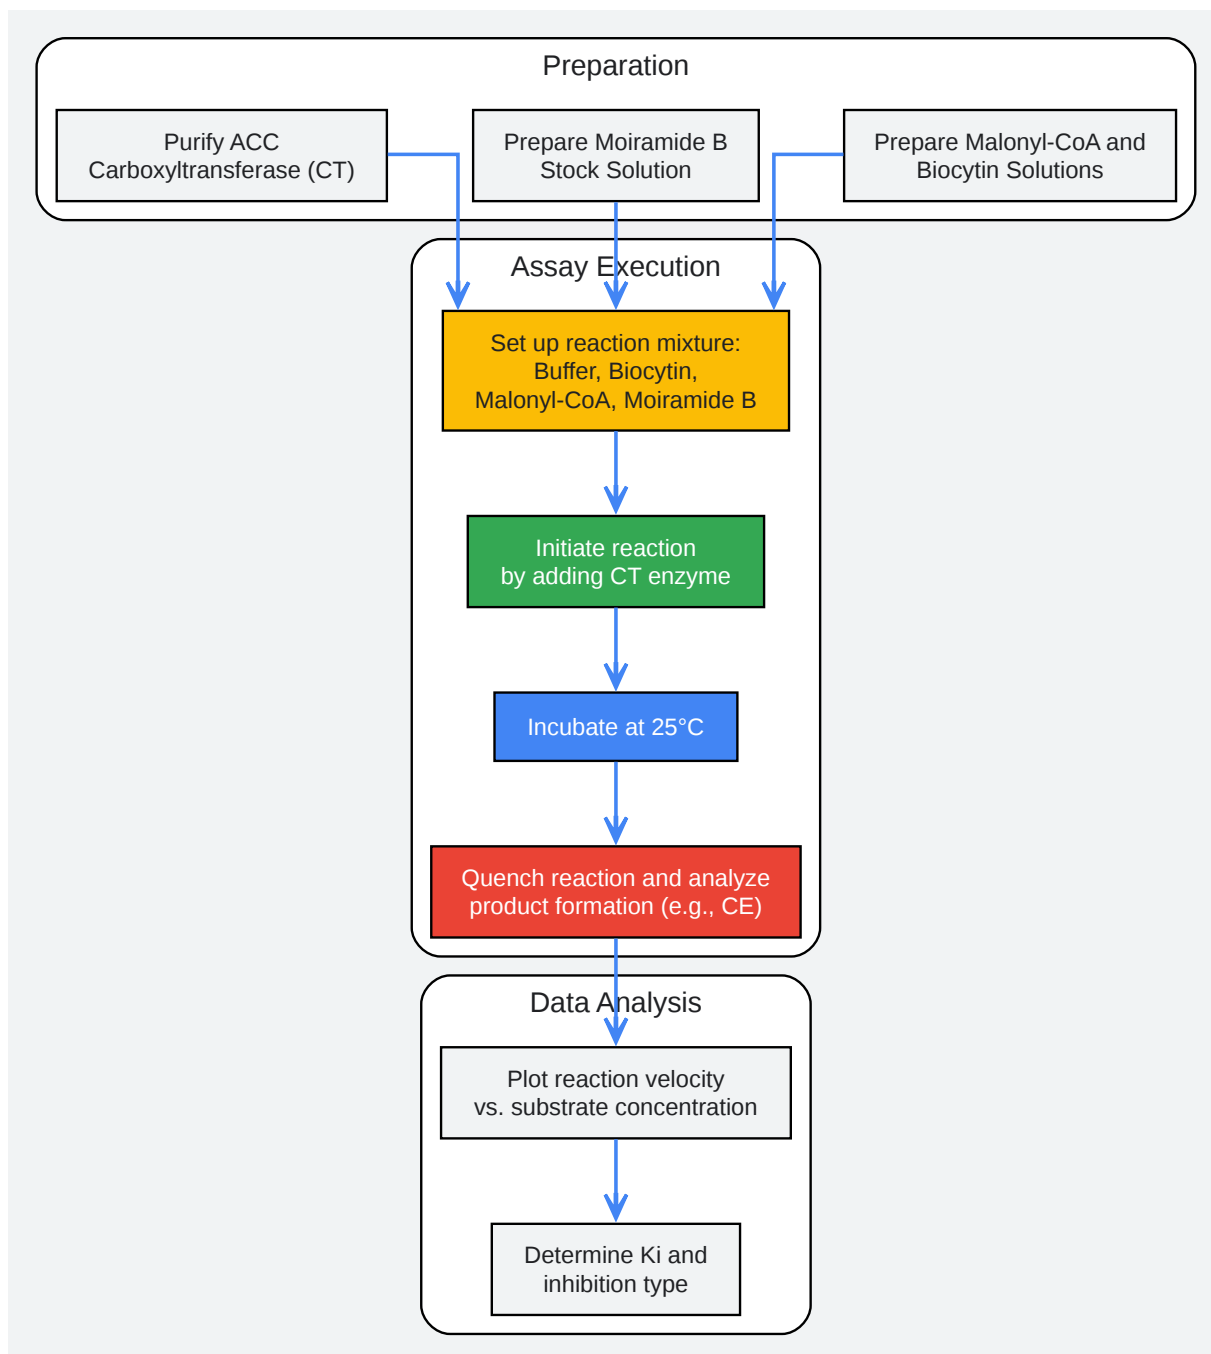 Preparation
Purify ACC
Carboxyltransferase (CT)
Prepare Moiramide B
Stock Solution
Prepare Malonyl-CoA and
Biocytin Solutions
Assay Execution
Set up reaction mixture:
Buffer, Biocytin,
Malonyl-CoA, Moiramide B
Initiate reaction
by adding CT enzyme
Incubate at 25°C
Quench reaction and analyze
product formation (e.g., CE)
Data Analysis
Plot reaction velocity
vs. substrate concentration
Determine Ki and
inhibition type